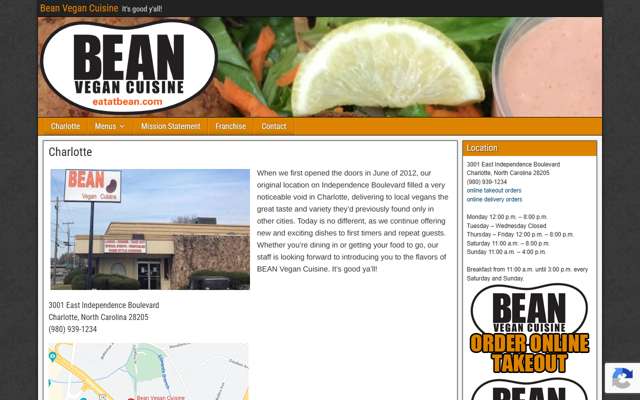 Bean Vegan Cuisine It's good y'all!
BEAN
VEGAN CUISINE
eatatbean.com
Charlotte Menus Mission Statement Franchise Contact
Charlotte
BEAN
Vegan Cuisine
When we first opened the doors in June of 2012, our
original location on Independence Boulevard filled a very
noticeable void in Charlotte, delivering to local vegans the
great taste and variety they'd previously found only in
other cities. Today is no different, as we continue offering
new and exciting dishes to first timers and repeat guests.
Whether you're dining in or getting your food to go, our
staff is looking forward to introducing you to the flavors of
BEAN Vegan Cuisine. It's good ya'll!
3001 East Independence Boulevard
Charlotte, North Carolina 28205
(980) 939-1234
Bean Vegan Cuisine
Location
3001 East Independence Boulevard
Charlotte, North Carolina 28205
(980) 939-1234
online takeout orders
online delivery orders
Monday 12:00 p.m. – 8:00 p.m.
Tuesday – Wednesday Closed
Thursday – Friday 12:00 p.m. – 8:00 p.m.
Saturday 11:00 a.m. – 8:00 p.m.
Sunday 11:00 a.m. – 4:00 p.m.
Breakfast from 11:00 a.m. until 3:00 p.m. every
Saturday and Sunday.
BEAN
VEGAN CUISINE
ORDER ONLINE
TAKEOUT
BEAN